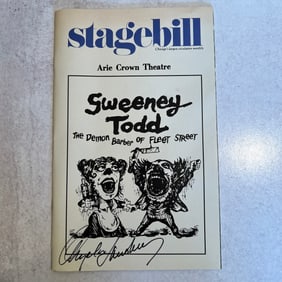 stagebill
Arie Crown Theatre
Sweeney
Todd
THE DEMON BARBER OF FLEET STREET